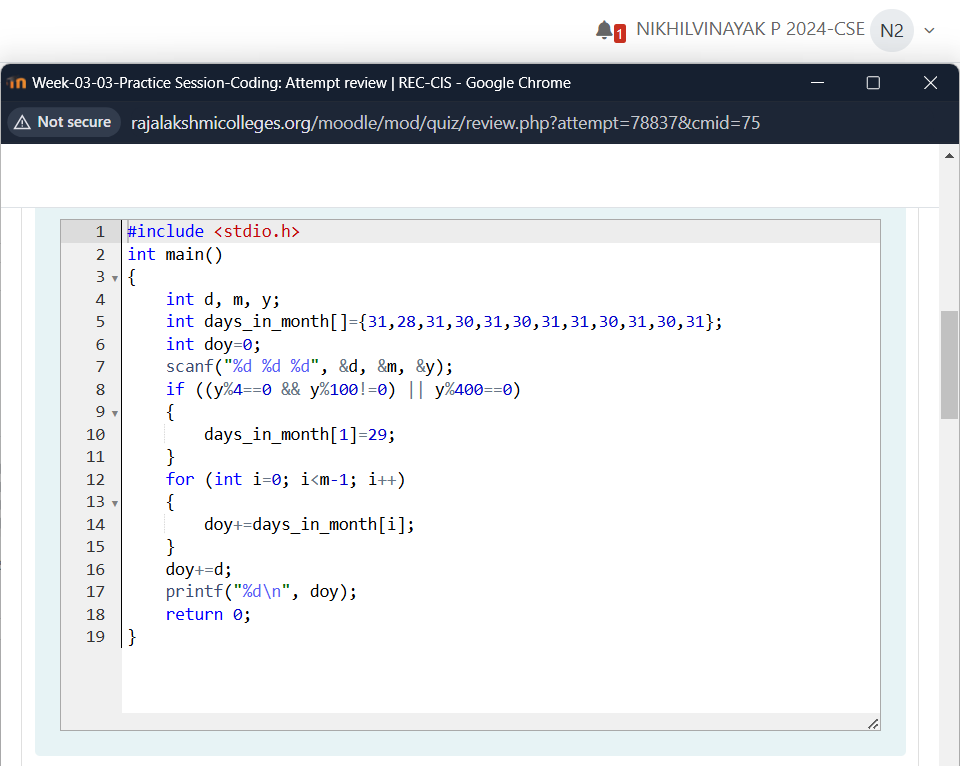 1 NIKHILVINAYAK P 2024-CSE N2
Week-03-03-Practice Session-Coding: Attempt review | REC-CIS - Google Chrome
Not secure rajalakshmicolleges.org/moodle/mod/quiz/review.php?attempt=78837&cmid=75
1 #include <stdio.h>
2 int main()
3 {
4     int d, m, y;
5     int days_in_month[]={31,28,31,30,31,30,31,31,30,31,30,31};
6     int doy=0;
7     scanf("%d %d %d", &d, &m, &y);
8     if ((y%4==0 && y%100!=0) || y%400==0)
9     {
10         days_in_month[1]=29;
11     }
12     for (int i=0; i<m-1; i++)
13     {
14         doy+=days_in_month[i];
15     }
16     doy+=d;
17     printf("%d\n", doy);
18     return 0;
19 }